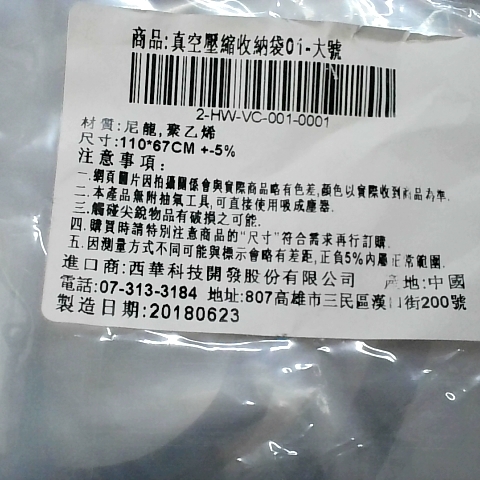 商品:真空壓縮收納袋01-大號
2-HW-VC-001-0001
材質:尼龍,聚乙烯
尺寸:110*67CM +-5%
注意事項:
一.網頁圖片因拍攝關係會與實際商品略有色差,顏色以實際收到商品為準.
二.本產品無附抽氣工具,可直接使用吸成塵器.
三.觸碰尖銳物品有破損之可能.
四.購買時請特別注意商品的"尺寸"符合需求再行訂購.
五.因測量方式不同可能與標示會略有差距,正負5%內屬正常範圍.
進口商:西華科技開發股份有限公司 產地:中國
電話:07-313-3184 地址:807高雄市三民區漢口街200號
製造日期:20180623